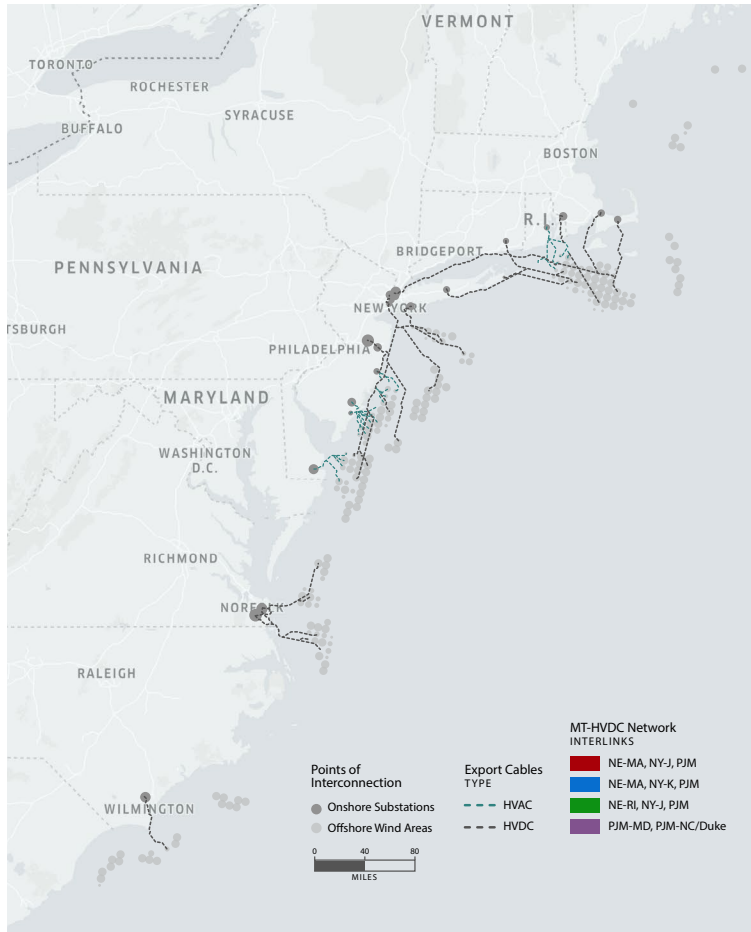 VERMONT
TORONTO
ROCHESTER
SYRACUSE
BUFFALO
BOSTON
R.I.
BRIDGEPORT
PENNSYLVANIA
NEW YORK
TSBURGH
PHILADELPHIA
MARYLAND
WASHINGTON
D.C.
RICHMOND
NORFOLK
RALEIGH
WILMINGTON
Points of
Interconnection
Onshore Substations
Offshore Wind Areas
0 40 80
MILES
Export Cables
TYPE
HVAC
HVDC
MT-HVDC Network
INTERLINKS
NE-MA, NY-J, PJM
NE-MA, NY-K, PJM
NE-RI, NY-J, PJM
PJM-MD, PJM-NC/Duke